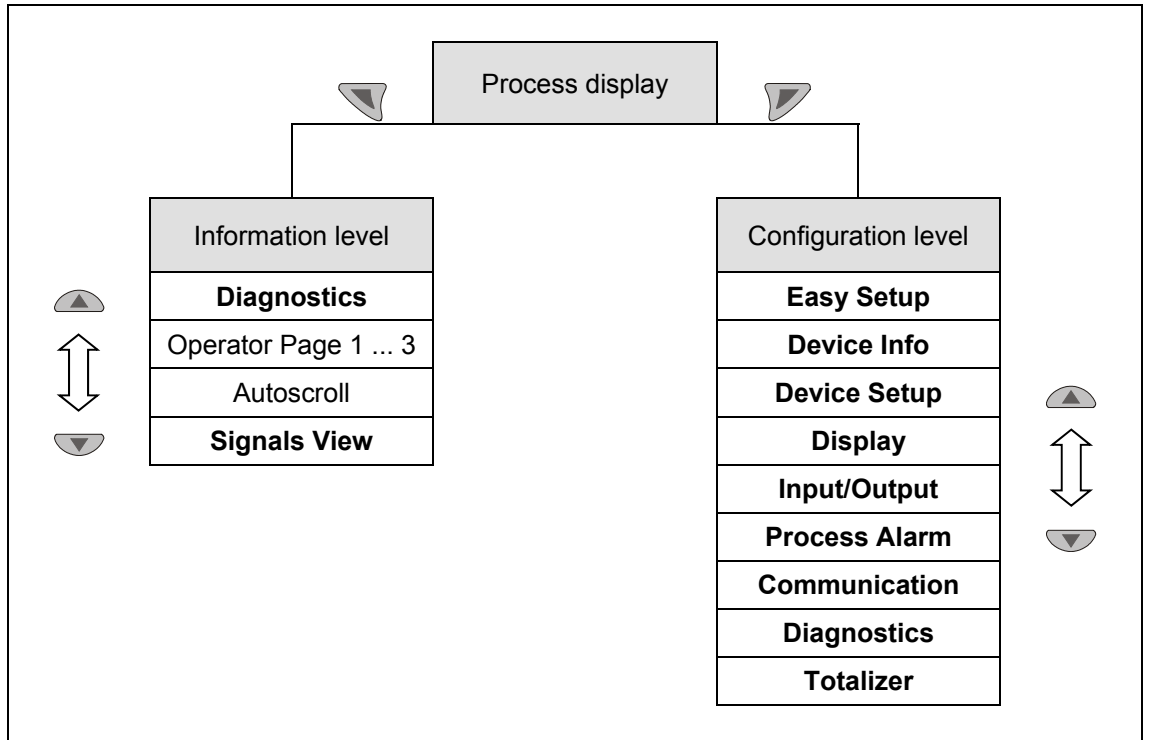 Process display
Information level
Diagnostics
Operator Page 1 ... 3
Autoscroll
Signals View
Configuration level
Easy Setup
Device Info
Device Setup
Display
Input/Output
Process Alarm
Communication
Diagnostics
Totalizer